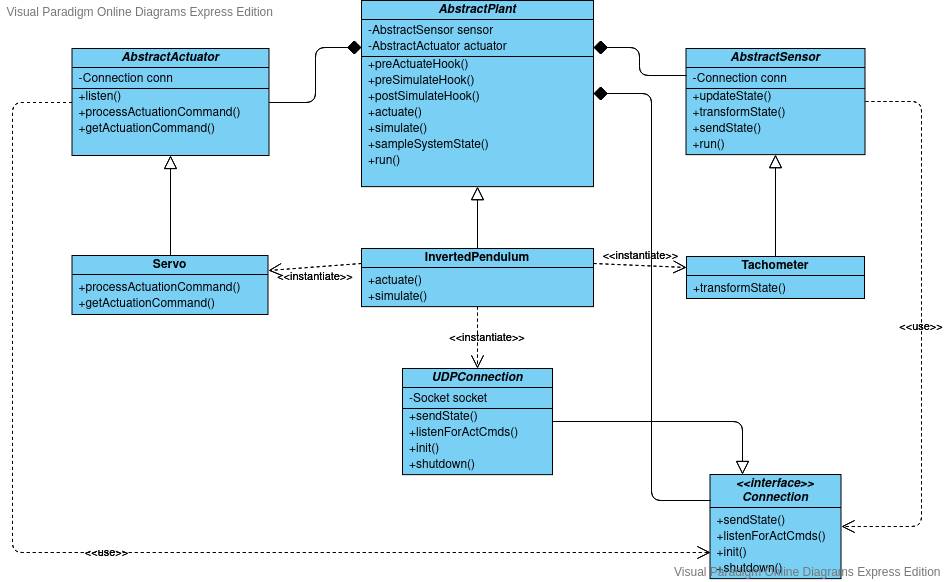 Visual Paradigm Online Diagrams Express Edition
AbstractPlant
-AbstractSensor sensor
-AbstractActuator actuator
+preActuateHook()
+preSimulateHook()
+postSimulateHook()
+actuate()
+simulate()
+sampleSystemState()
+run()
AbstractActuator
-Connection conn
+listen()
+processActuationCommand()
+getActuationCommand()
AbstractSensor
-Connection conn
+updateState()
+transformState()
+sendState()
+run()
Servo
+processActuationCommand()
+getActuationCommand()
<<instantiate>>
InvertedPendulum
+actuate()
+simulate()
<<instantiate>>
Tachometer
+transformState()
<<instantiate>>
<<use>>
UDPConnection
-Socket socket
+sendState()
+listenForActCmds()
+init()
+shutdown()
<<interface>>
Connection
+sendState()
+listenForActCmds()
+init()
+shutdown()
<<use>>
Visual Paradigm Online Diagrams Express Edition